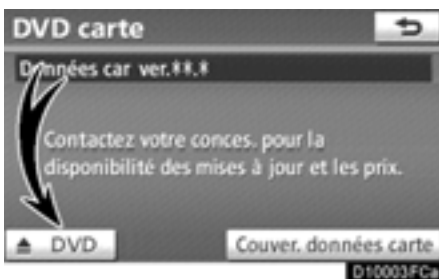 DVD carte
Données car ver.**.*
Contactez votre conces. pour la
disponibilité des mises à jour et les prix.
DVD
Couver. données carte
D10003FCa